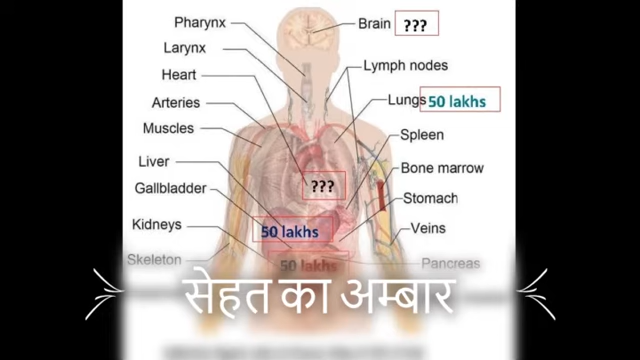 Pharynx
Brain ???
Larynx
Lymph nodes
Heart
Lungs 50 lakhs
Arteries
Muscles
Spleen
Liver
Bone marrow
???
Gallbladder
Stomach
Kidneys
Veins
50 lakhs
Skeleton
50 lakhs
Pancreas
सेहत का अम्बार